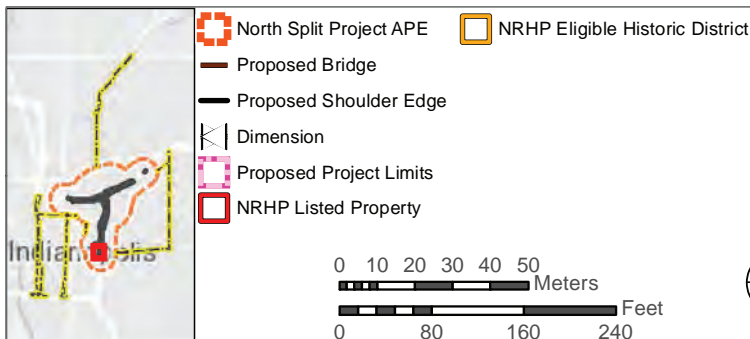 North Split Project APE
NRHP Eligible Historic District
Proposed Bridge
Proposed Shoulder Edge
Dimension
Proposed Project Limits
NRHP Listed Property
Indianapolis
0 10 20 30 40 50
Meters
Feet
0 80 160 240